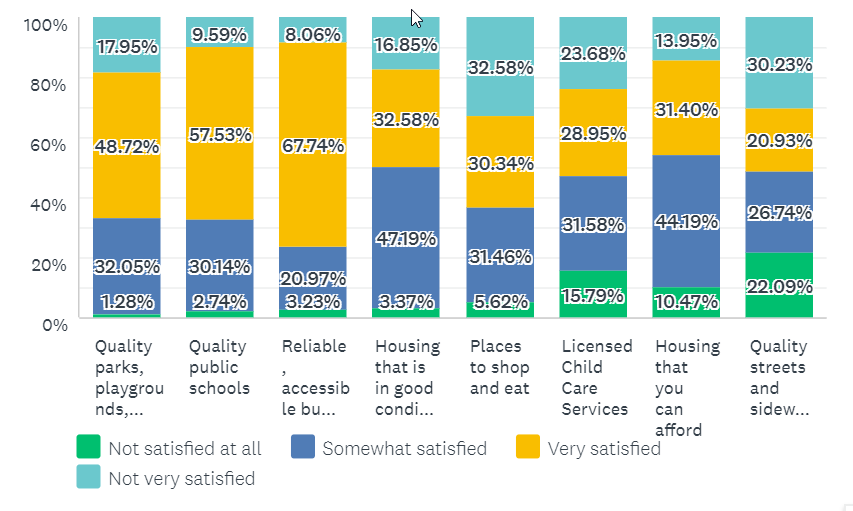 100%
80%
60%
40%
20%
0%
17.95%
48.72%
32.05%
1.28%
9.59%
57.53%
30.14%
2.74%
8.06%
67.74%
20.97%
3.23%
16.85%
32.58%
47.19%
3.37%
32.58%
30.34%
31.46%
5.62%
23.68%
28.95%
31.58%
15.79%
13.95%
31.40%
44.19%
10.47%
30.23%
20.93%
26.74%
22.09%
Quality
parks,
playgrou
nds,...
Quality
public
schools
Reliable
,
accessib
le bu...
Housing
that is
in good
condi...
Places
to shop
and eat
Licensed
Child
Care
Services
Housing
that
you
can
afford
Quality
streets
and
sidew...
Not satisfied at all
Somewhat satisfied
Very satisfied
Not very satisfied